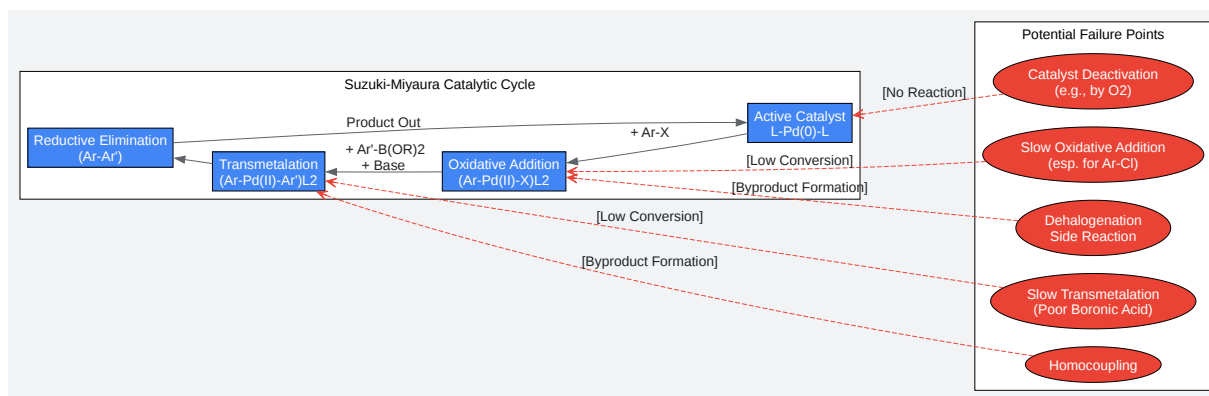 Potential Failure Points
Catalyst Deactivation
(e.g., by O2)
[No Reaction]
Suzuki-Miyaura Catalytic Cycle
Active Catalyst
L-Pd(0)-L
Product Out
+ Ar-X
Reductive Elimination
(Ar-Ar')
+ Ar'-B(OR)2
+ Base
Transmetalation
(Ar-Pd(II)-Ar')L2
Oxidative Addition
(Ar-Pd(II)-X)L2
[Low Conversion]
Slow Oxidative Addition
(esp. for Ar-Cl)
[Byproduct Formation]
Dehalogenation
Side Reaction
[Low Conversion]
Slow Transmetalation
(Poor Boronic Acid)
[Byproduct Formation]
Homocoupling